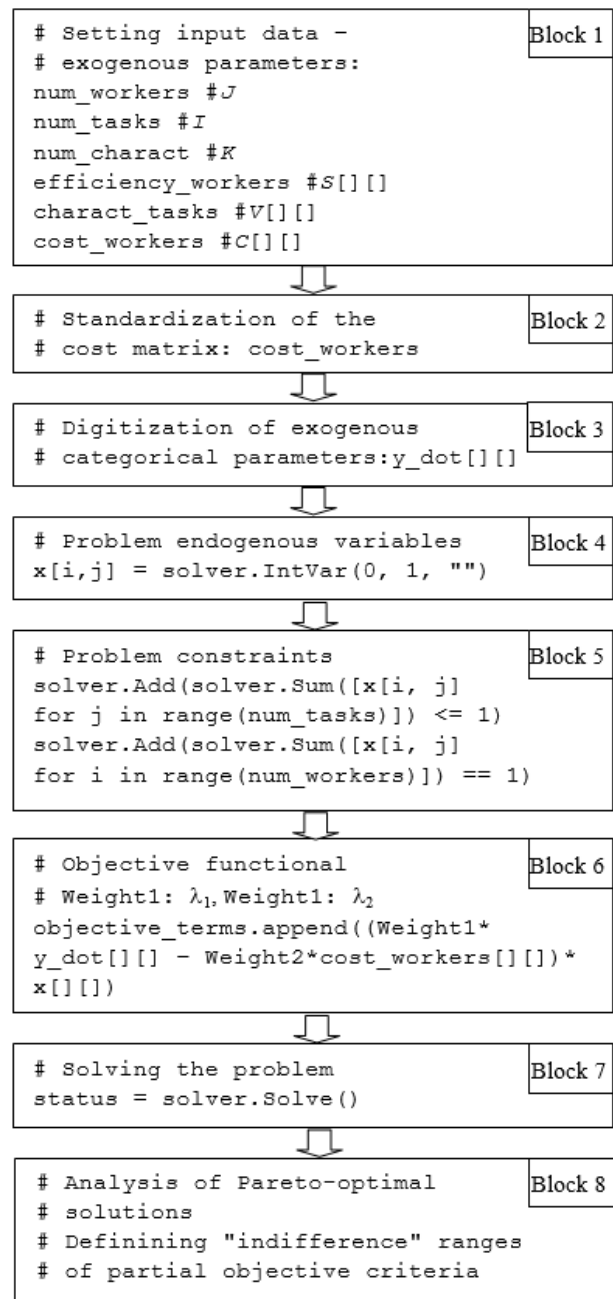 # Setting input data –
Block 1
# exogenous parameters:
num_workers #J
num_tasks #I
num_charact #K
efficiency_workers #S[][]
charact_tasks #V[][]
cost_workers #C[][]
# Standardization of the
Block 2
# cost matrix: cost_workers
# Digitization of exogenous
Block 3
# categorical parameters:y_dot[][]
# Problem endogenous variables
Block 4
x[i,j] = solver.IntVar(0, 1, "")
# Problem constraints
Block 5
solver.Add(solver.Sum([x[i, j]
for j in range(num_tasks)]) <= 1)
solver.Add(solver.Sum([x[i, j]
for i in range(num_workers)]) == 1)
# Objective functional
Block 6
# Weight1: λ₁, Weight1: λ₂
objective_terms.append((Weight1*
y_dot[][] – Weight2*cost_workers[][])*
x[][])
# Solving the problem
Block 7
status = solver.Solve()
# Analysis of Pareto-optimal
Block 8
# solutions
# Definining "indifference" ranges
# of partial objective criteria